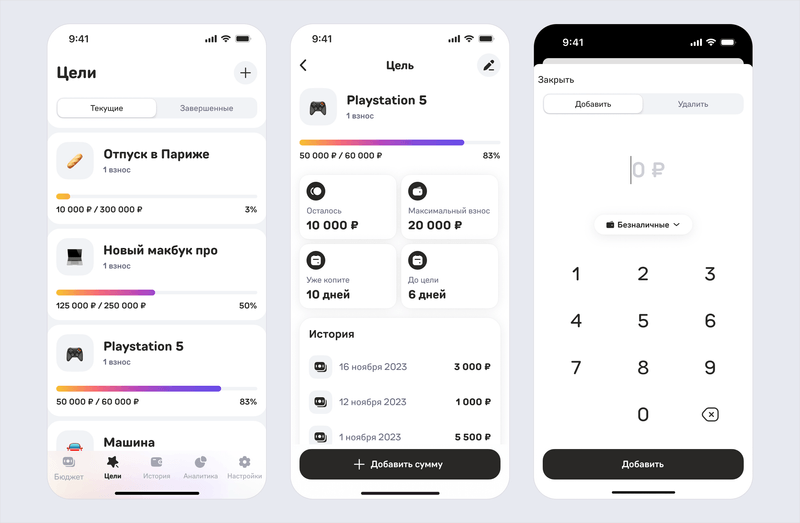 9:41
Цели
Текущие Завершенные
Отпуск в Париже
1 взнос
10 000 ₽ / 300 000 ₽ 3%
Новый макбук про
1 взнос
125 000 ₽ / 250 000 ₽ 50%
Playstation 5
1 взнос
50 000 ₽ / 60 000 ₽ 83%
Машина
Бюджет Цели История Аналитика Настройки
9:41
Цель
Playstation 5
1 взнос
50 000 ₽ / 60 000 ₽ 83%
Осталось Максимальный взнос
10 000 ₽ 20 000 ₽
Уже копите До цели
10 дней 6 дней
История
16 ноября 2023 3 000 ₽
12 ноября 2023 1 000 ₽
1 ноября 2023 5 500 ₽
Добавить сумму
9:41
Закрыть
Добавить Удалить
0 ₽
Безналичные
1 2 3
4 5 6
7 8 9
0
Добавить